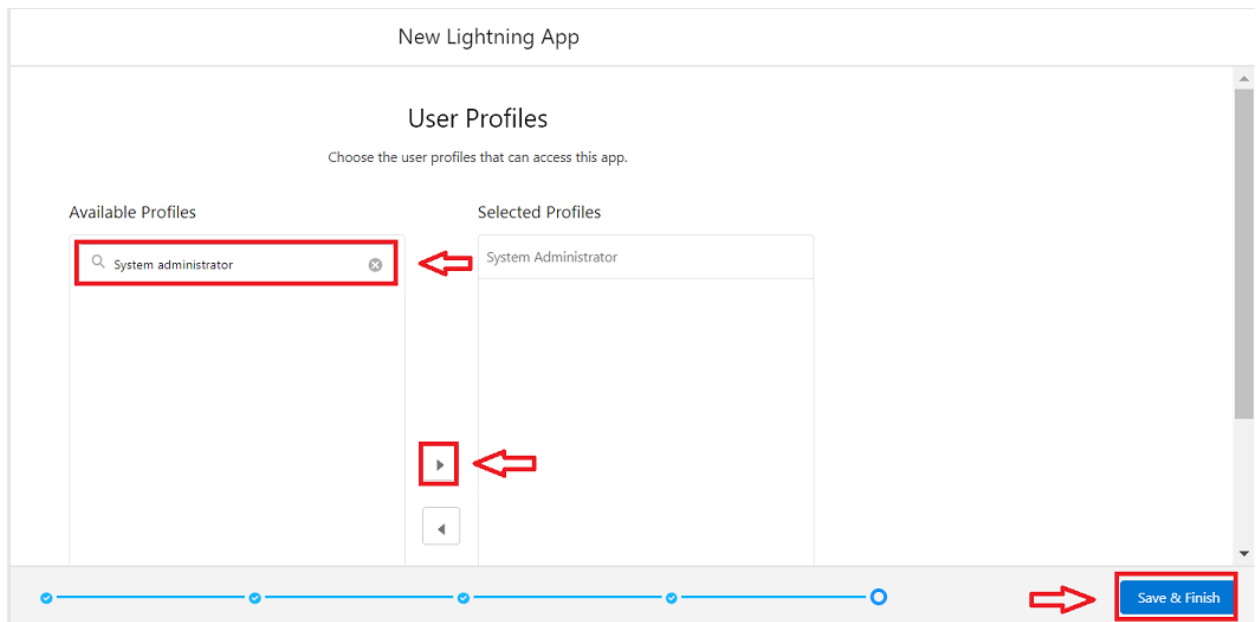 New Lightning App
User Profiles
Choose the user profiles that can access this app.
Available Profiles
Selected Profiles
System administrator
System Administrator
Save & Finish